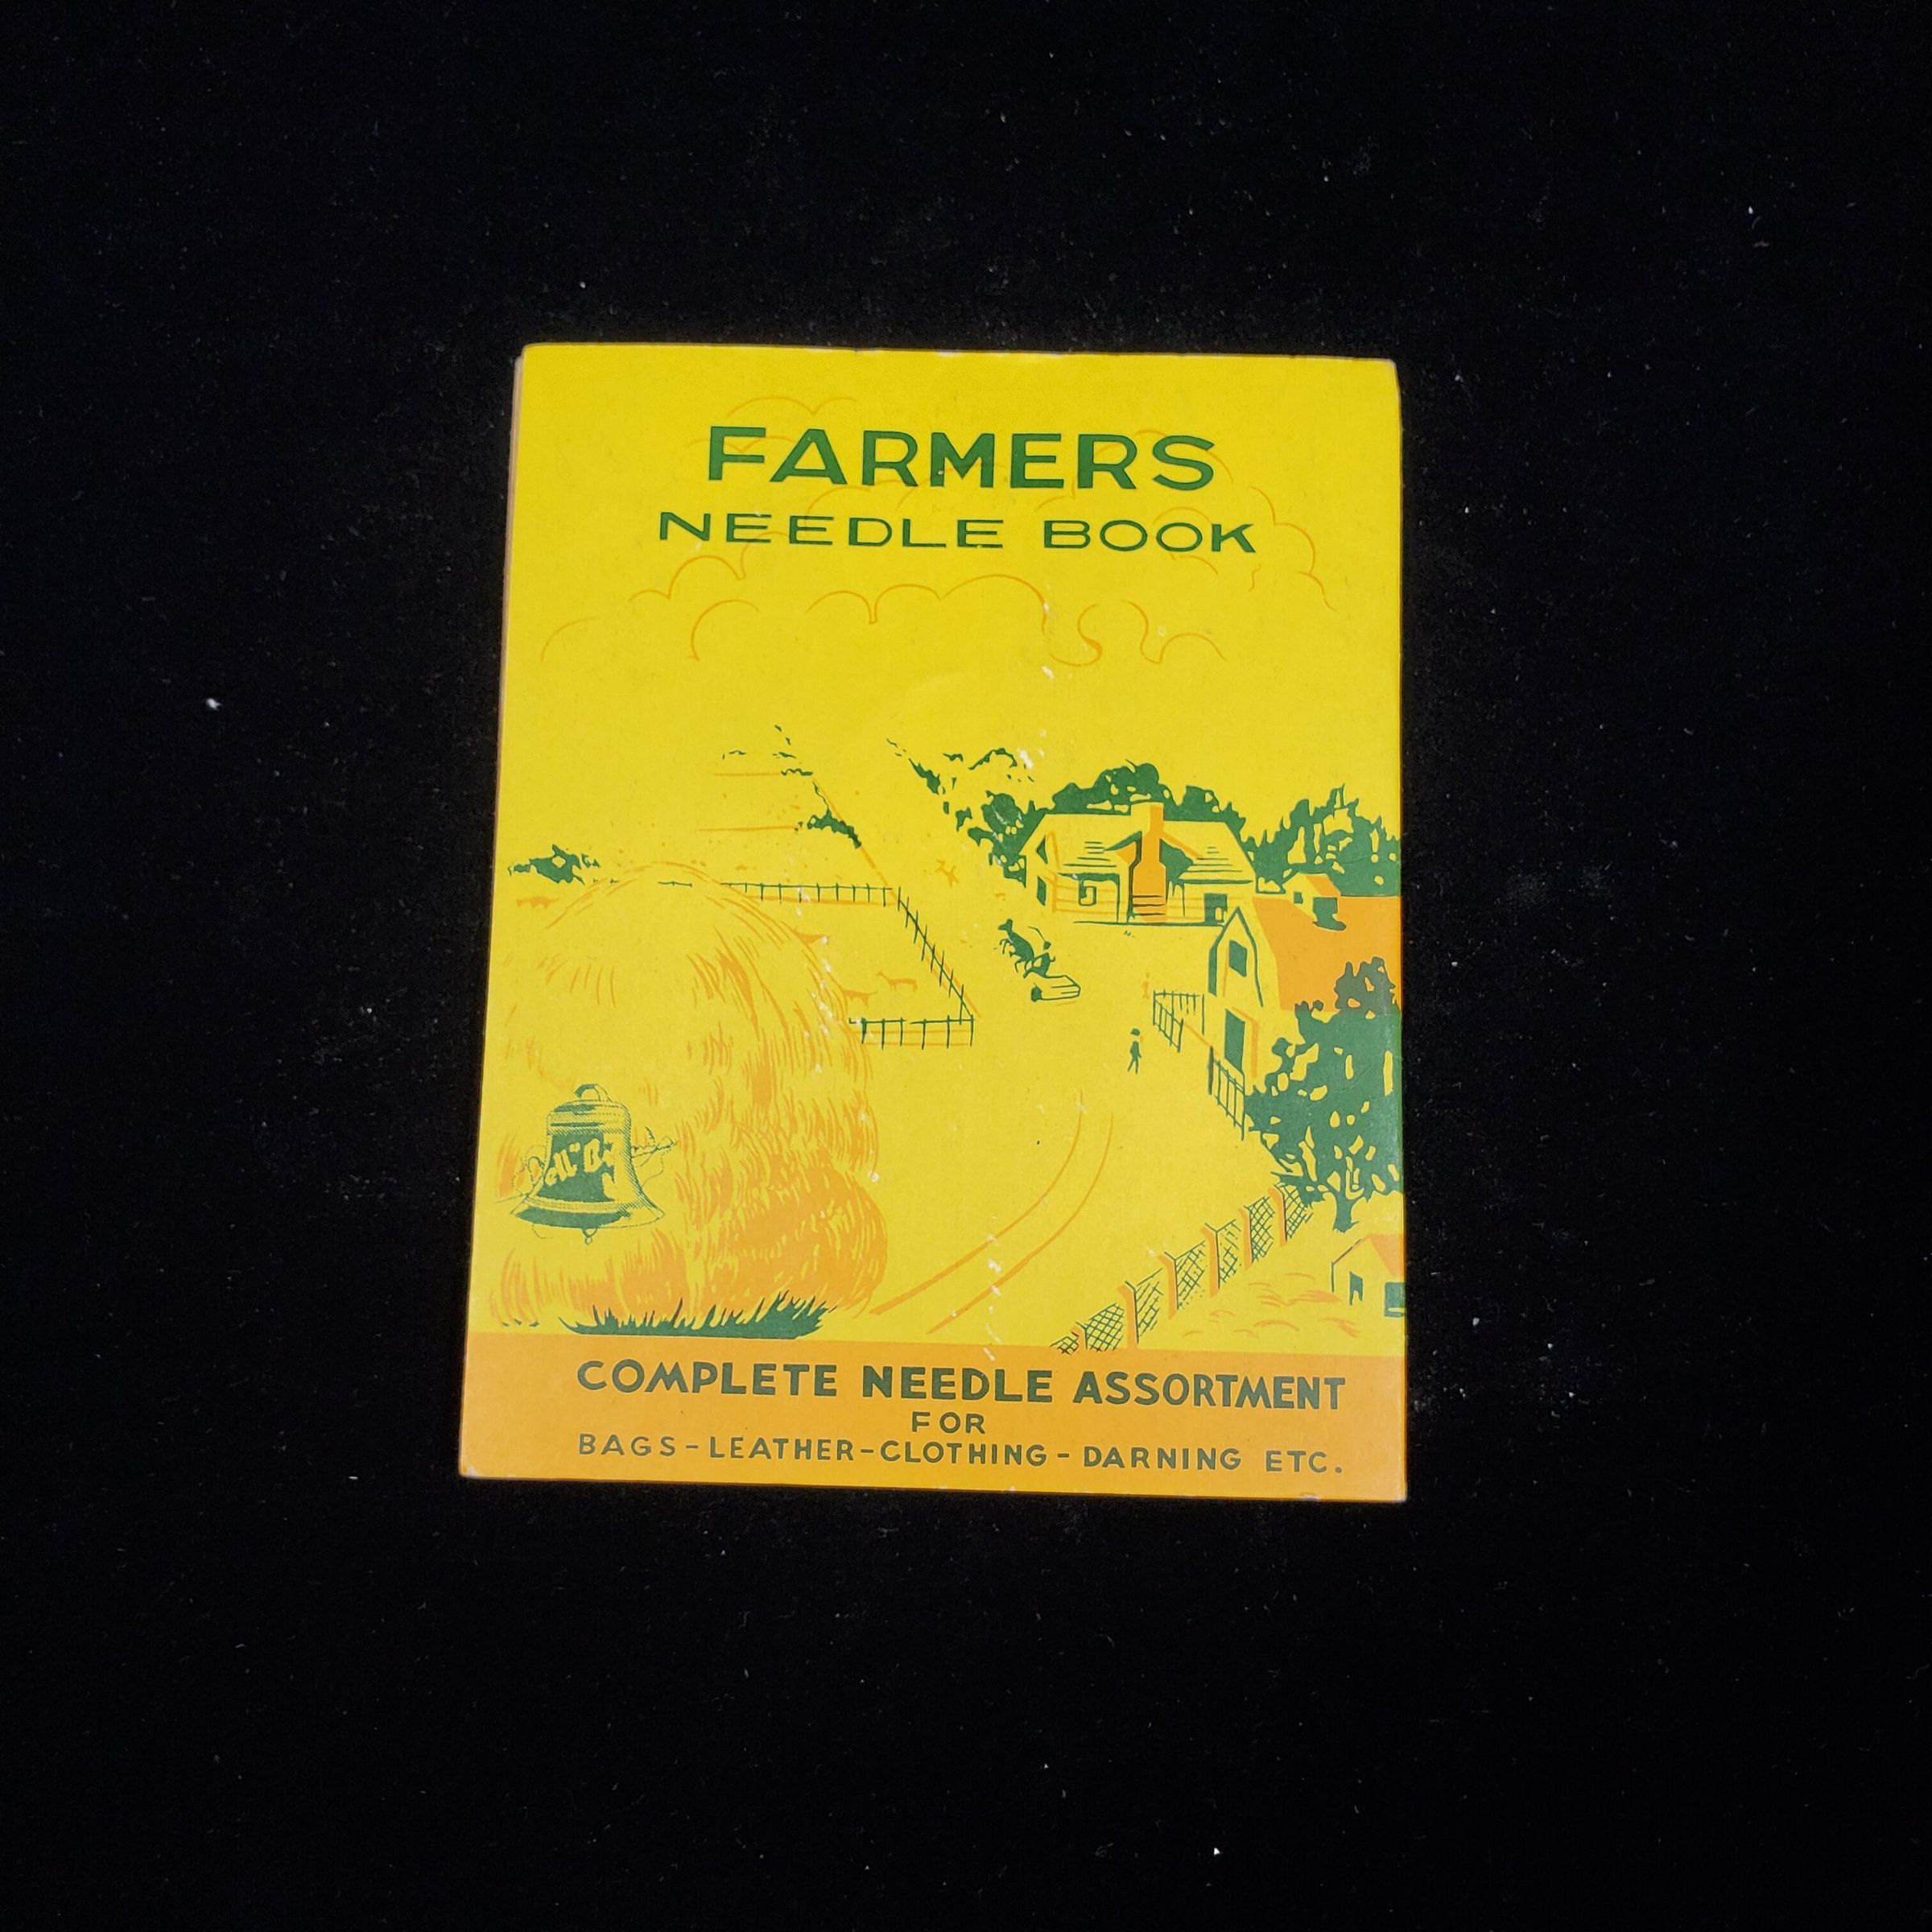 FARMERS
NEEDLE BOOK
COMPLETE NEEDLE ASSORTMENT
FOR
BAGS-LEATHER-CLOTHING-DARNING ETC.